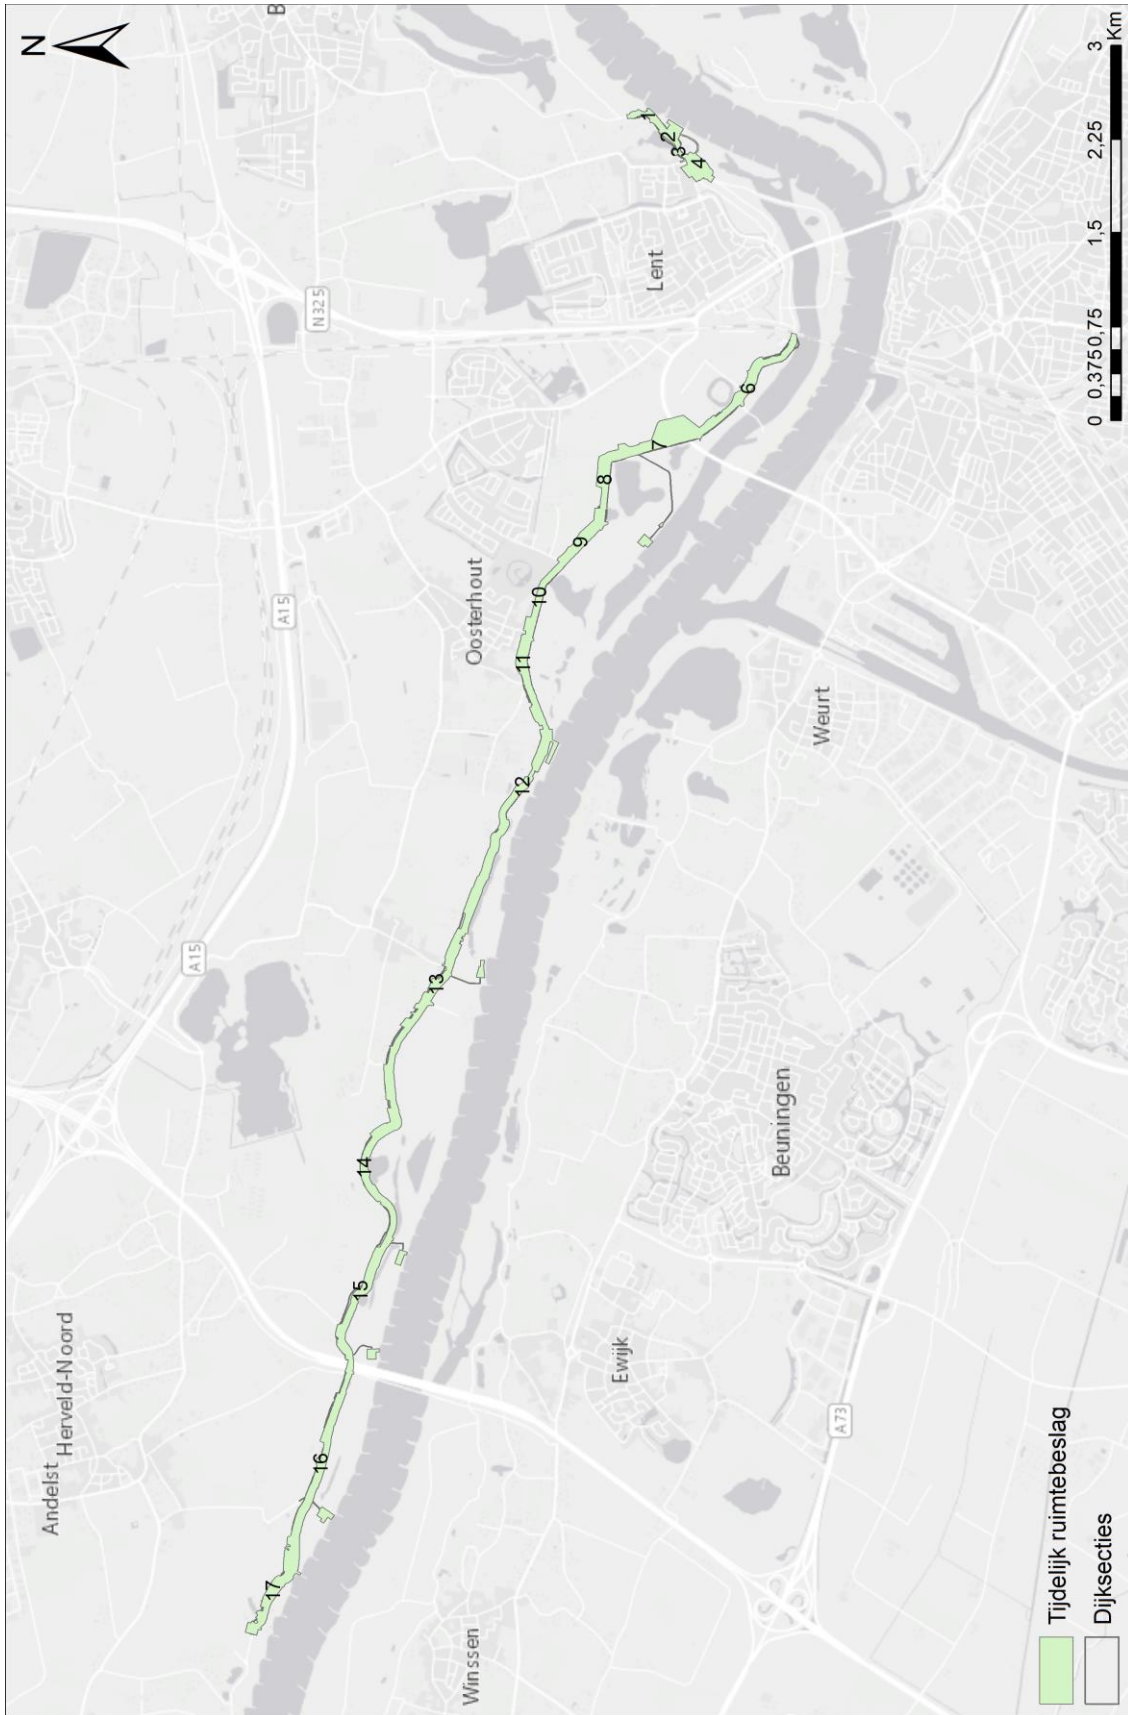 N
B
N325
A15
A15
Andelst
Herveld-Noord
Oosterhout
Lent
Weurt
Beuningen
Ewijk
Winssen
A73
1
2
3
4
6
7
8
9
10
11
12
13
14
15
16
17
Tijdelijk ruimtebeslag
Dijksecties
0 0,375 0,75 1,5 2,25 3
Km